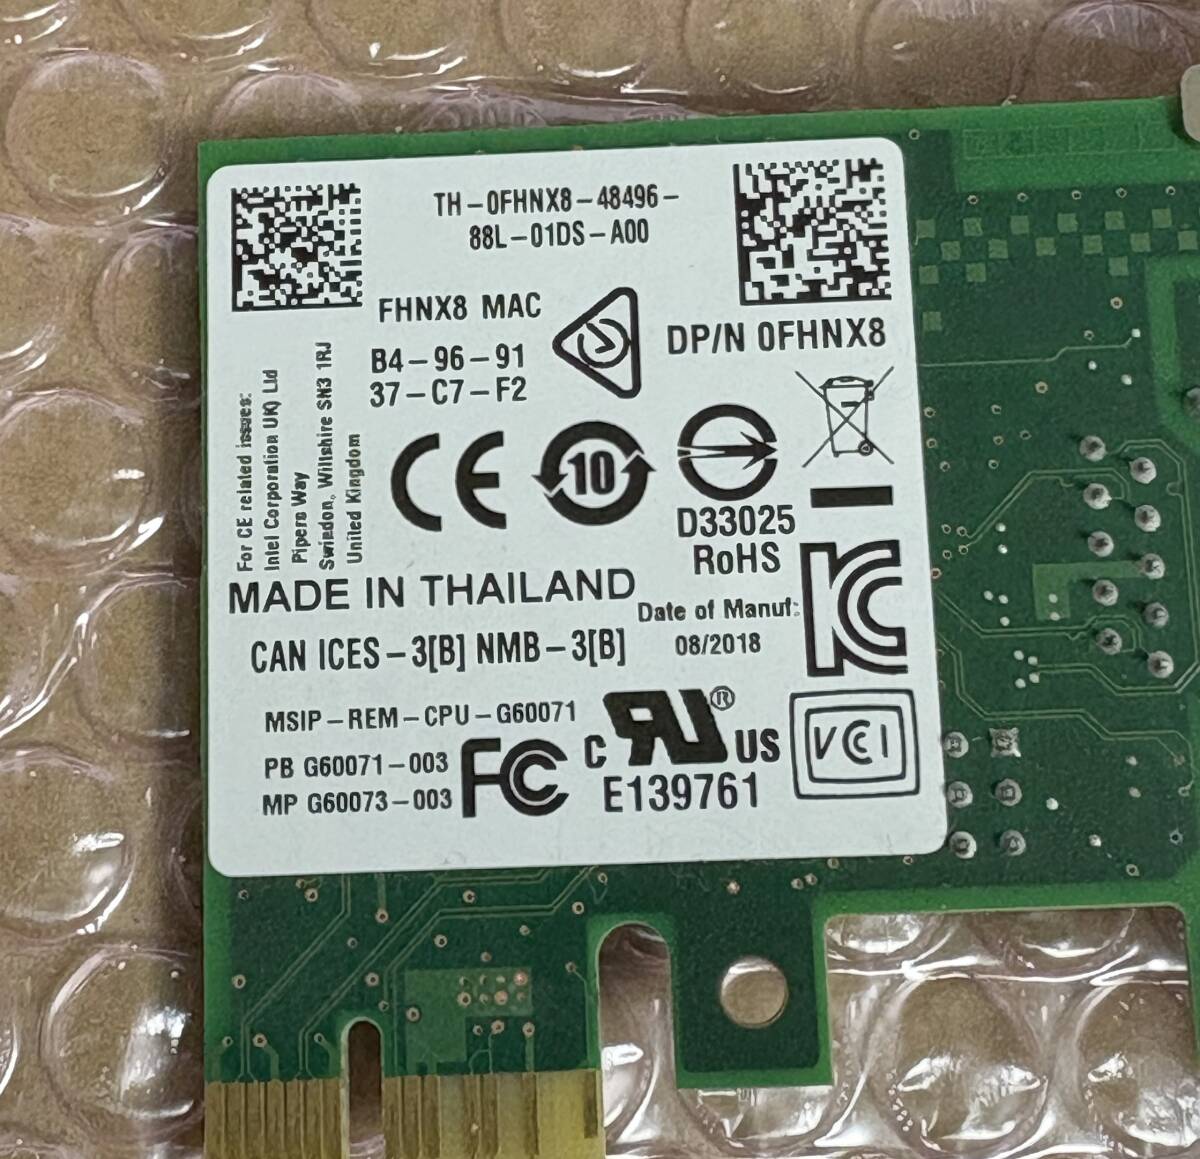 TH-0FHNX8-48496-
88L-01DS-A00
FHNX8 MAC
B4-96-91
37-C7-F2
DP/N 0FHNX8
For CE related issues:
Intel Corporation UK) Ltd
Pipers Way
Swindon, Willshire SN3 1RJ
United Kingdom
CE
10
D33025
RoHS
MADE IN THAILAND
Date of Manuf:
08/2018
CAN ICES-3[B] NMB-3[B]
MSIP-REM-CPU-G60071
PB G60071-003
MP G60073-003
FC
C RU® US
E139761
VCI